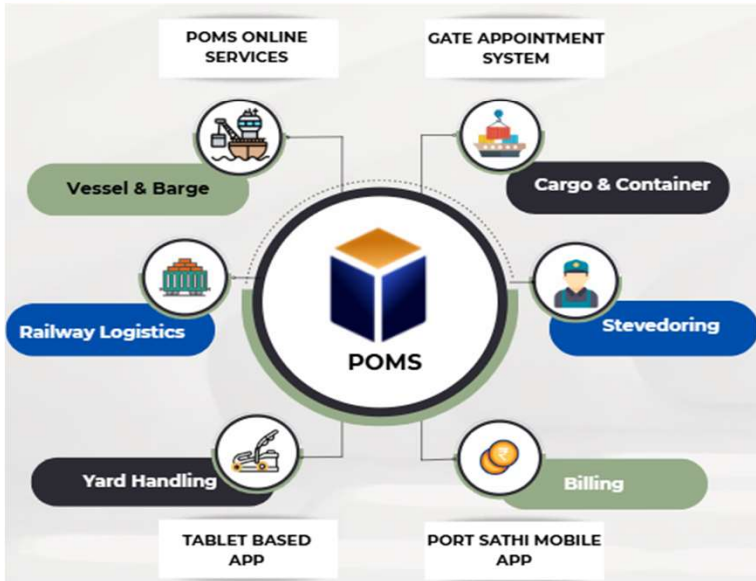 POMS ONLINE
SERVICES
GATE APPOINTMENT
SYSTEM
Vessel & Barge
Cargo & Container
Railway Logistics
Stevedoring
POMS
Yard Handling
₹
Billing
TABLET BASED
APP
PORT SATHI MOBILE
APP